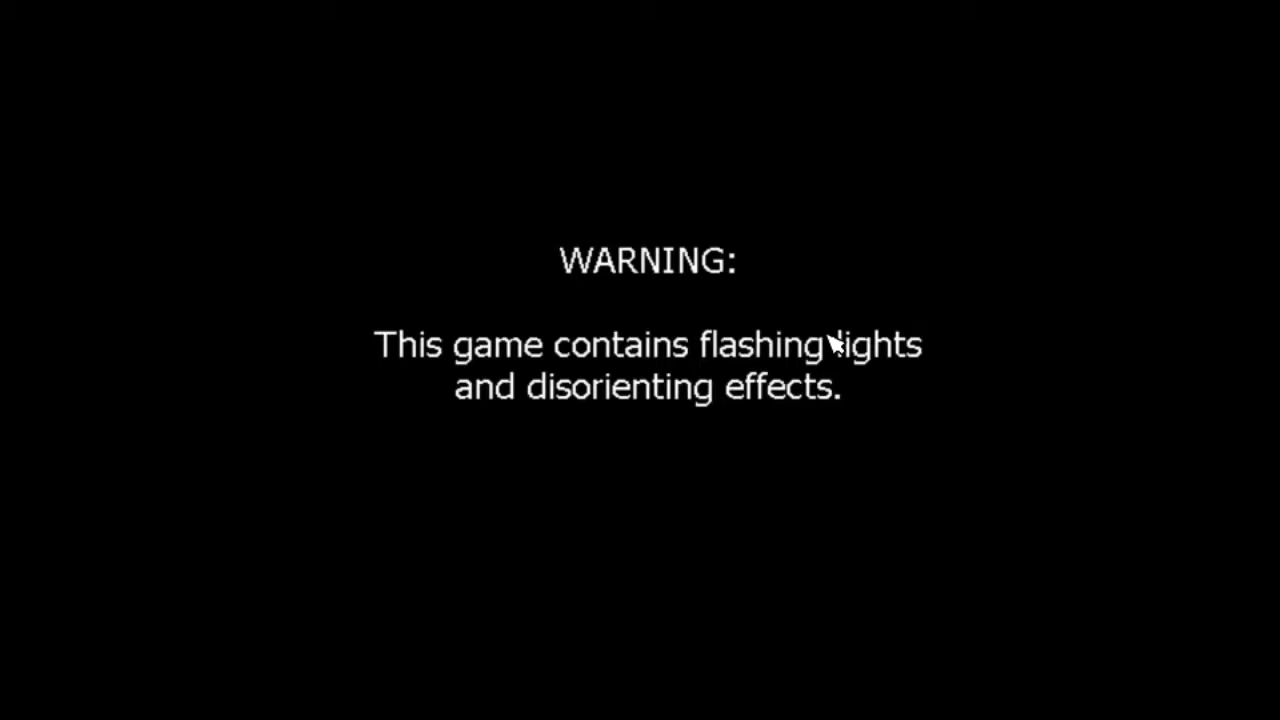 WARNING:
This game contains flashing lights
and disorienting effects.